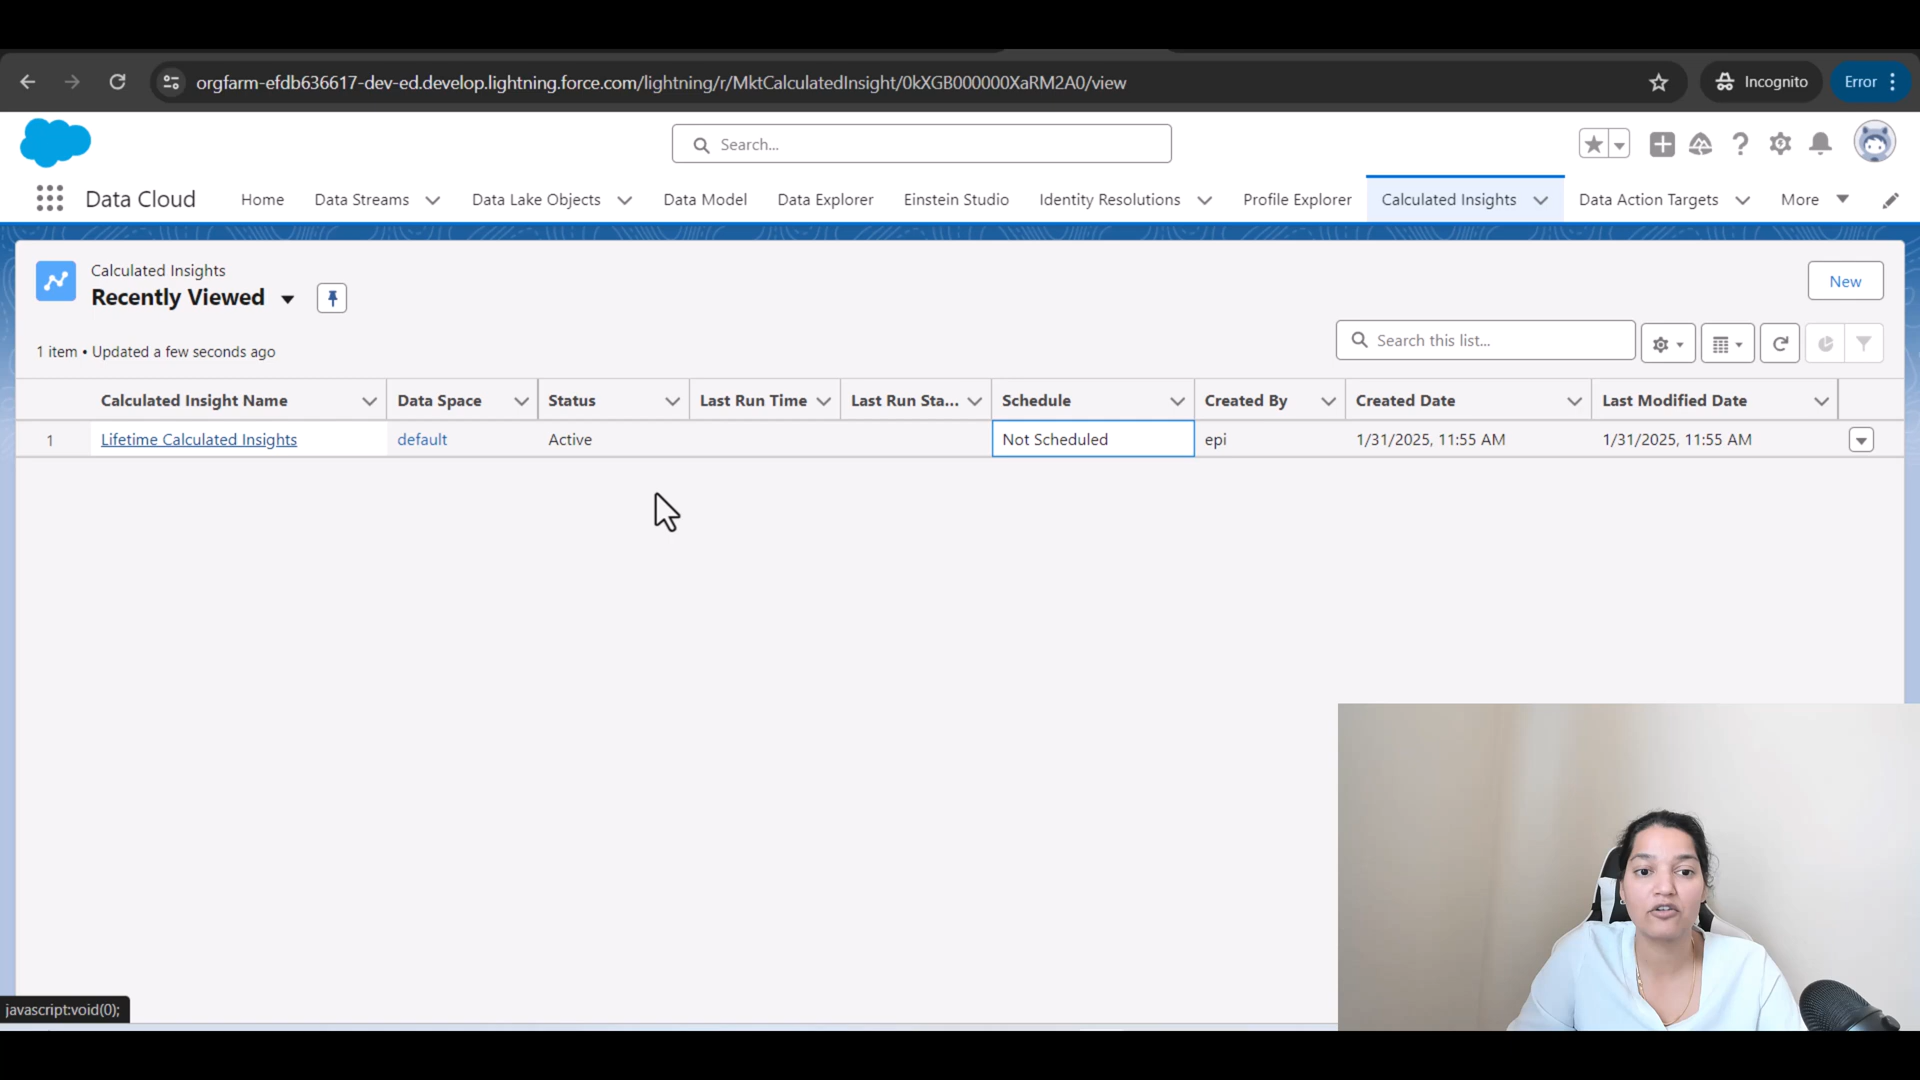 orgfarm-efdb636617-dev-ed.develop.lightning.force.com/lightning/r/MktCalculatedInsight/0kXGB000000XaRM2A0/view
Incognito
Error
Search...
Data Cloud
Home
Data Streams
Data Lake Objects
Data Model
Data Explorer
Einstein Studio
Identity Resolutions
Profile Explorer
Calculated Insights
Data Action Targets
More
Calculated Insights
Recently Viewed
New
1 item • Updated a few seconds ago
Search this list...
Calculated Insight Name
Data Space
Status
Last Run Time
Last Run Sta...
Schedule
Created By
Created Date
Last Modified Date
1
Lifetime Calculated Insights
default
Active
Not Scheduled
epi
1/31/2025, 11:55 AM
1/31/2025, 11:55 AM
javascript:void(0);